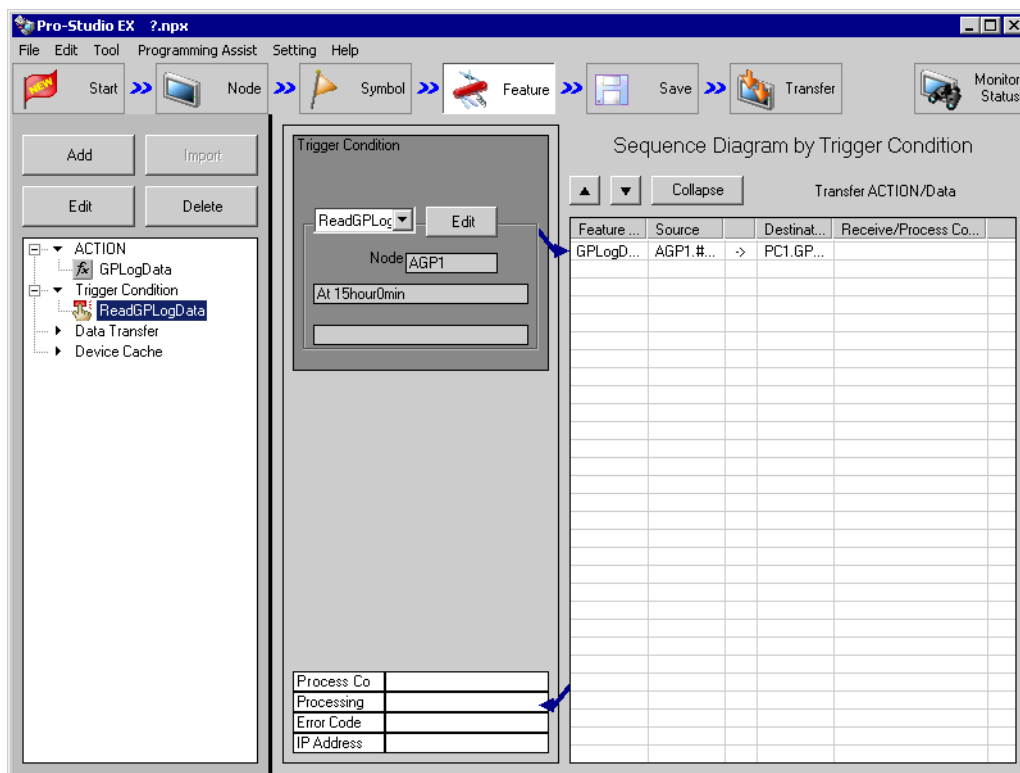 Pro-Studio EX ?.npx
File Edit Tool Programming Assist Setting Help
NEW Start Node Symbol Feature Save Transfer Monitor Status
Add Import
Edit Delete
ACTION
fx GPLogData
Trigger Condition
ReadGPLogData
Data Transfer
Device Cache
Trigger Condition
ReadGPLog Edit
Node AGP1
At 15hour0min
Process Co
Processing
Error Code
IP Address
Sequence Diagram by Trigger Condition
Collapse Transfer ACTION/Data
Feature ... Source Destinat... Receive/Process Co...
GPLogD... AGP1.#... -> PC1.GP...